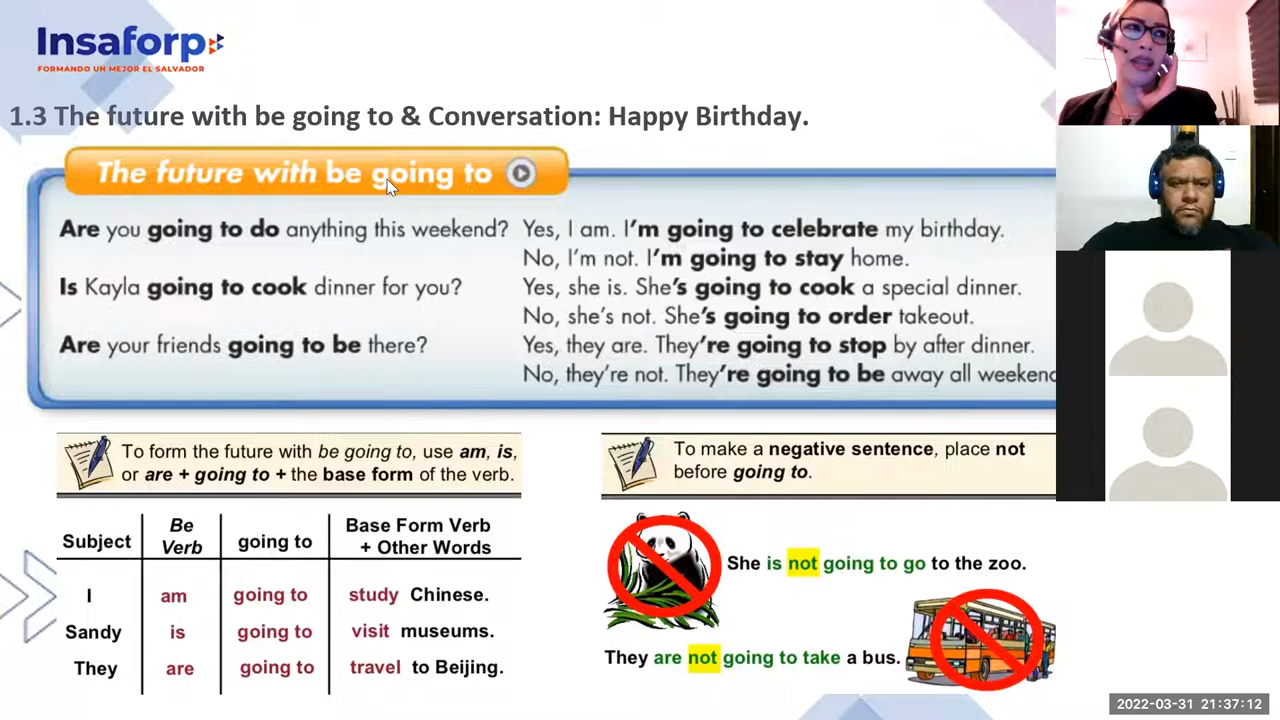 Insaforp
FORMANDO UN MEJOR EL SALVADOR
1.3 The future with be going to & Conversation: Happy Birthday.
The future with be going to
Are you going to do anything this weekend?
Yes, I am. I'm going to celebrate my birthday.
No, I'm not. I'm going to stay home.
Is Kayla going to cook dinner for you?
Yes, she is. She's going to cook a special dinner.
No, she's not. She's going to order takeout.
Are your friends going to be there?
Yes, they are. They're going to stop by after dinner.
No, they're not. They're going to be away all weekend
To form the future with be going to, use am, is,
or are + going to + the base form of the verb.
Subject Be Verb going to Base Form Verb + Other Words
I am going to study Chinese.
Sandy is going to visit museums.
They are going to travel to Beijing.
To make a negative sentence, place not
before going to.
She is not going to go to the zoo.
They are not going to take a bus.
2022-03-31 21:37:12